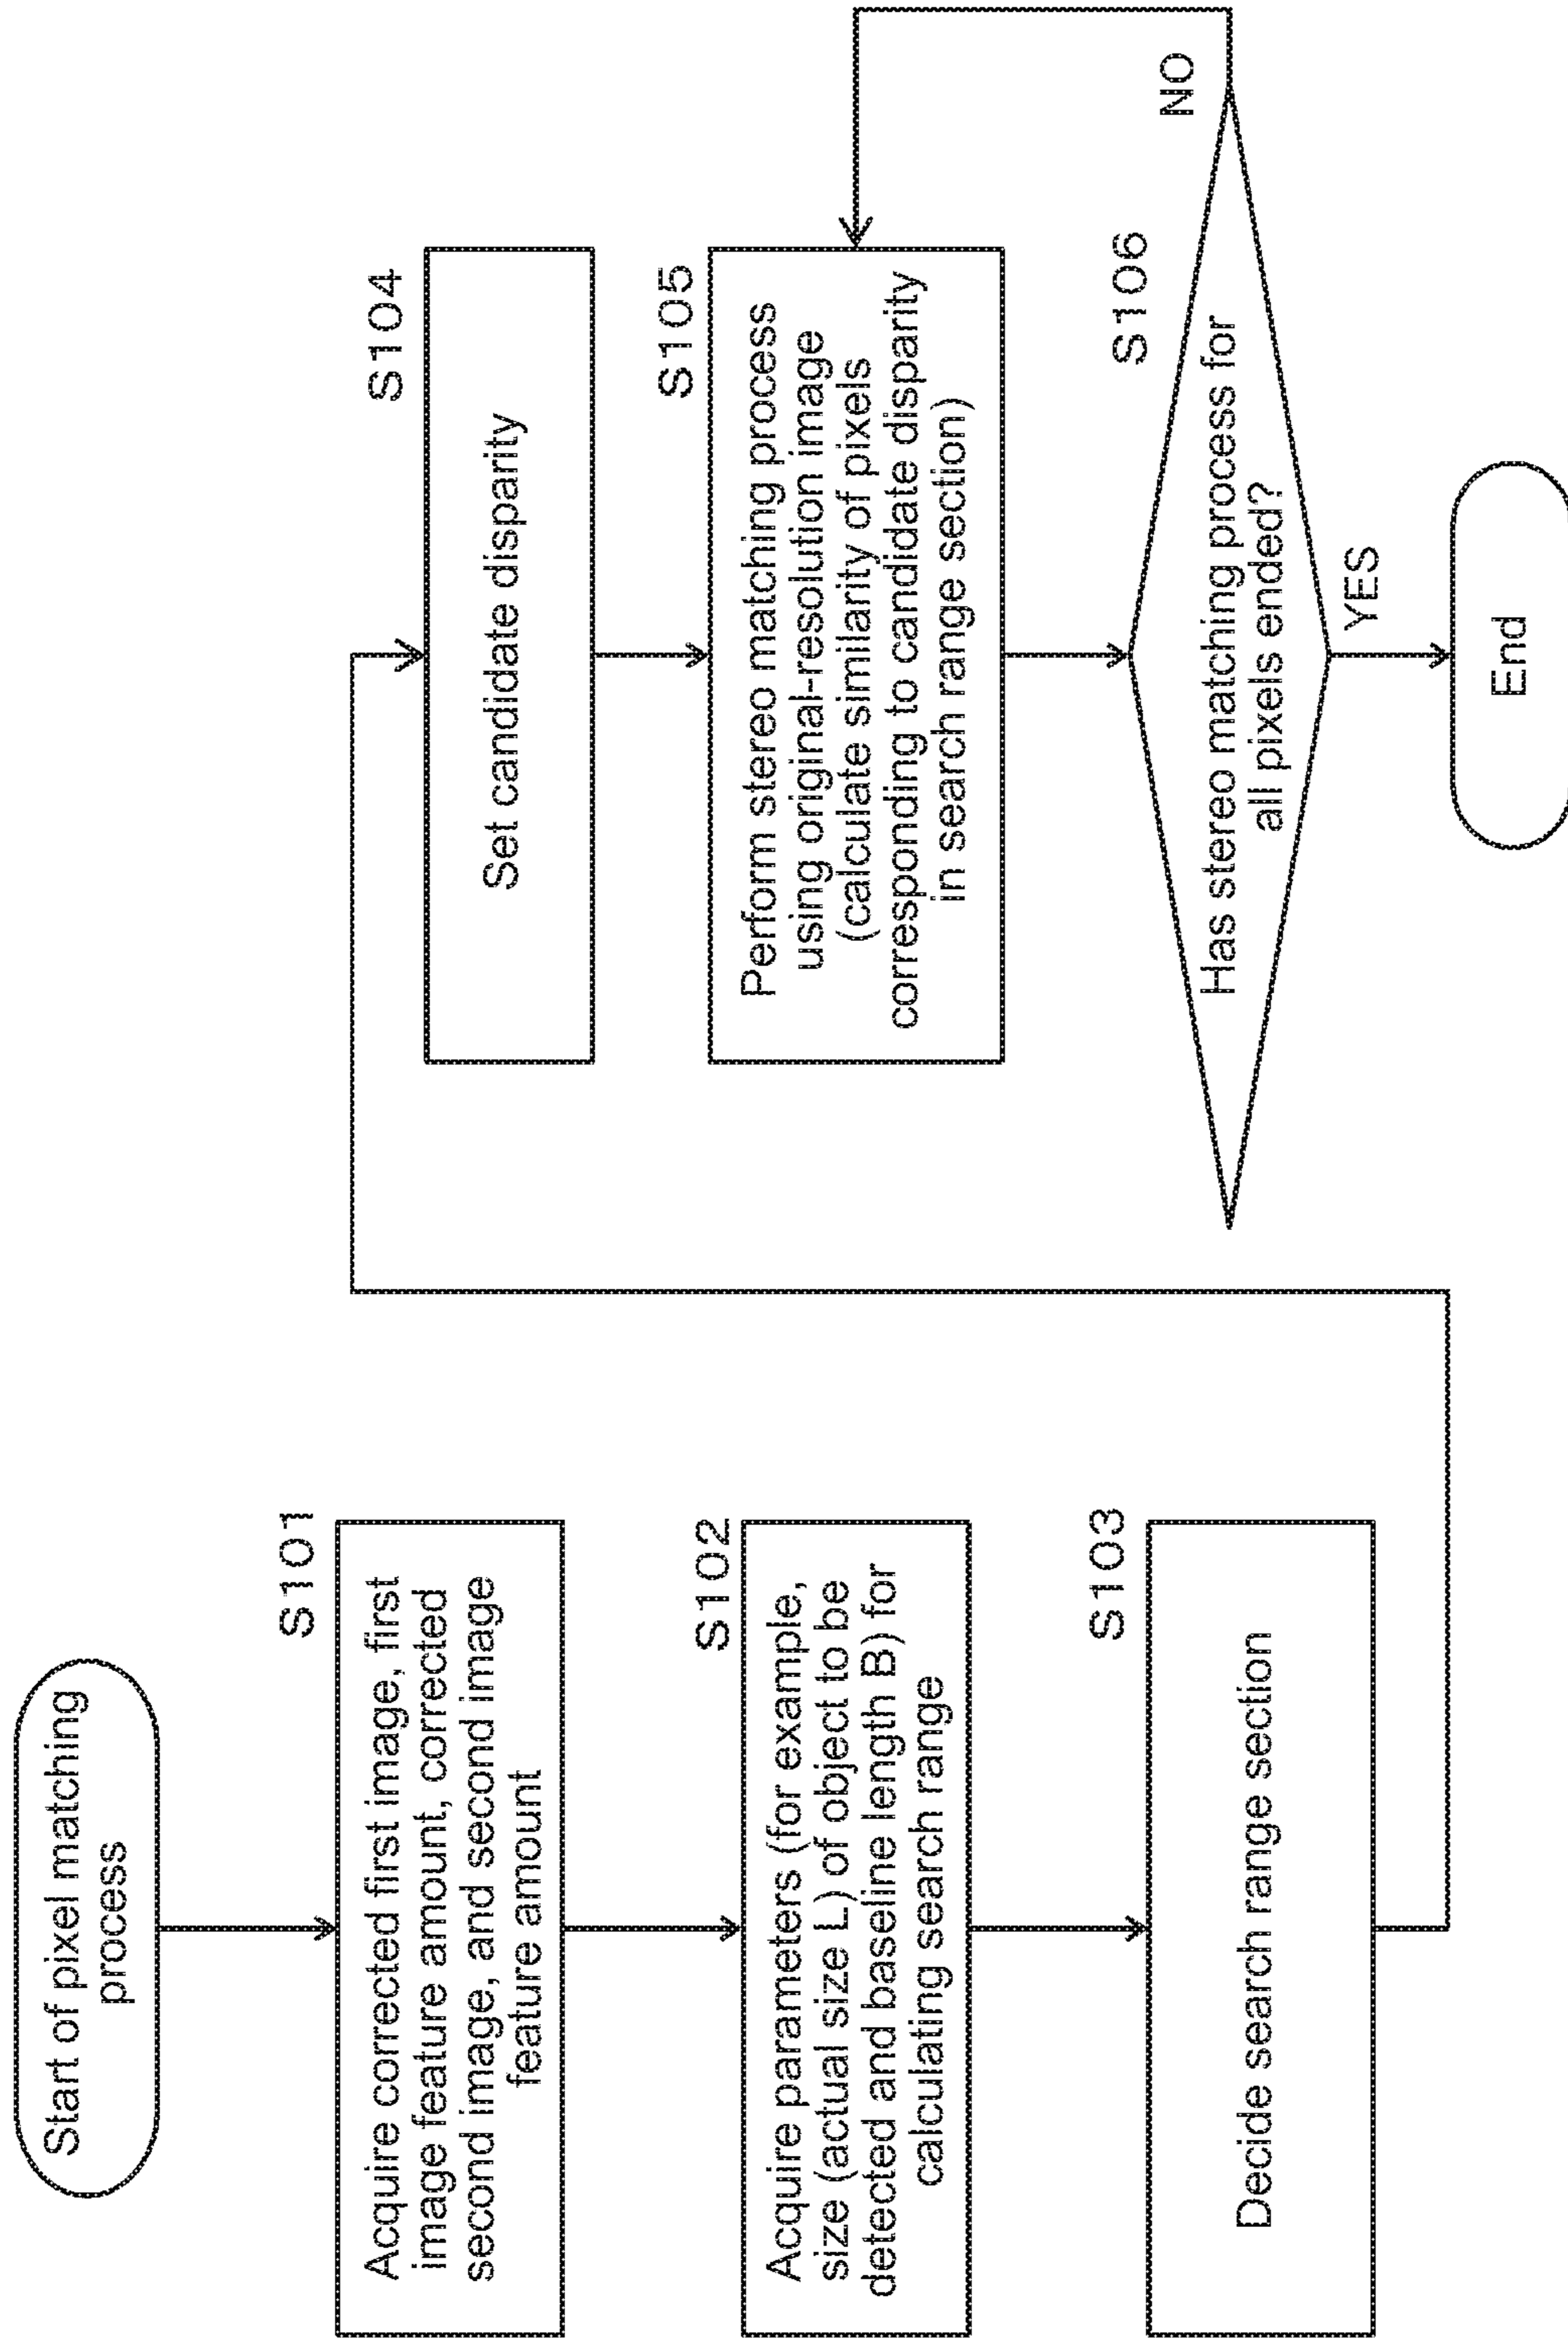 Start of pixel matching
process
S101
Acquire corrected first image, first
image feature amount, corrected
second image, and second image
feature amount
S102
Acquire parameters (for example,
size (actual size L) of object to be
detected and baseline length B) for
calculating search range
S103
Decide search range section
S104
Set candidate disparity
S105
Perform stereo matching process
using original-resolution image
(calculate similarity of pixels
corresponding to candidate disparity
in search range section)
S106
Has stereo matching process for
all pixels ended?
NO
YES
End